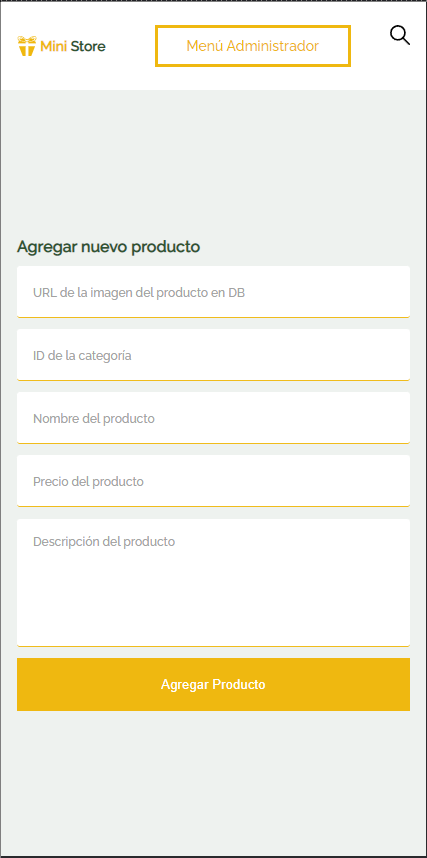 Mini Store
Menú Administrador
Agregar nuevo producto
URL de la imagen del producto en DB
ID de la categoría
Nombre del producto
Precio del producto
Descripción del producto
Agregar Producto